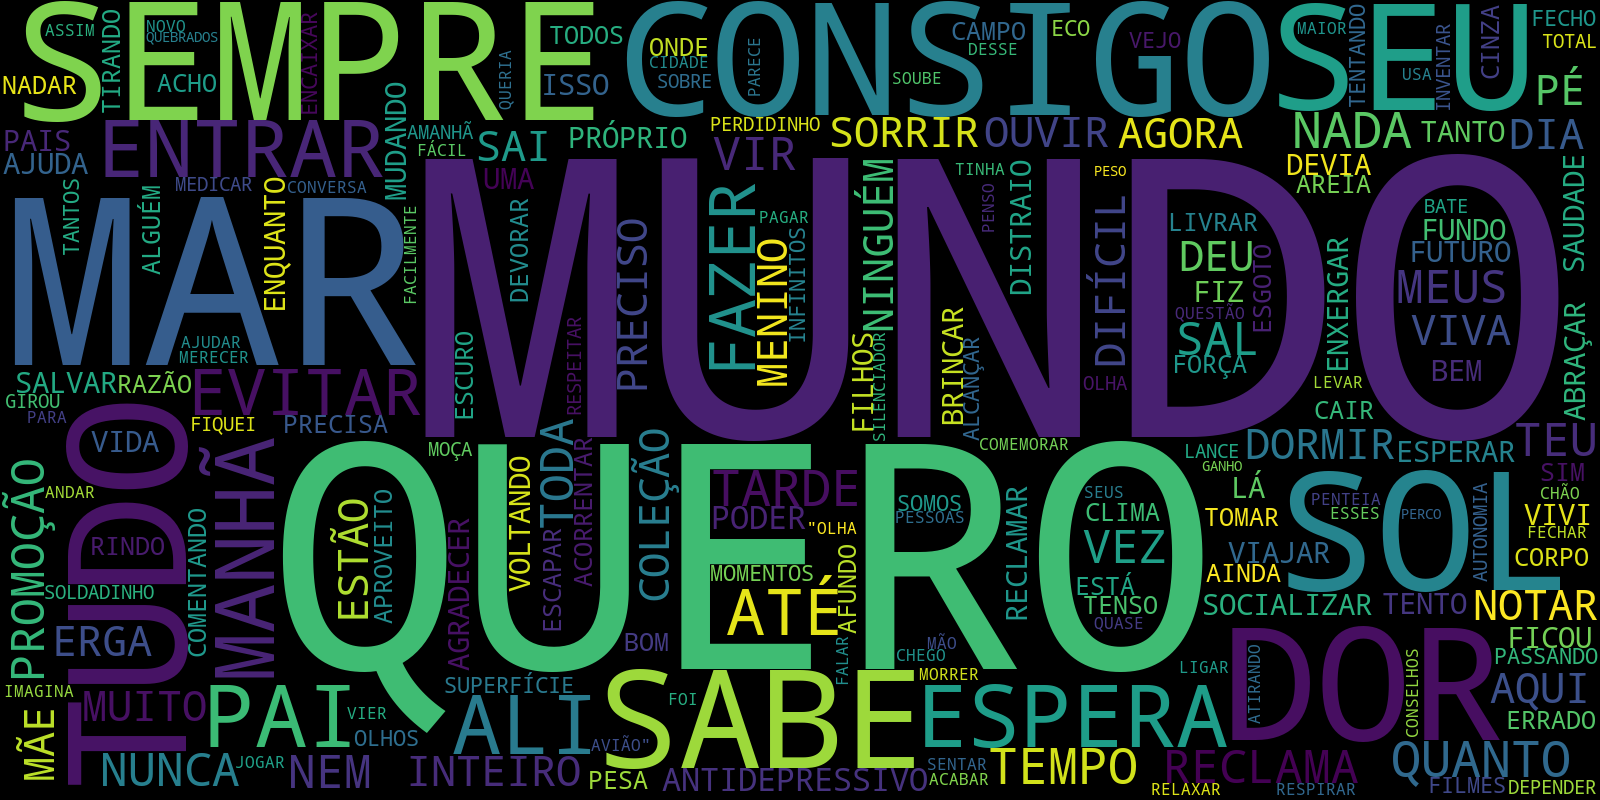 SEMPRE
CONSIGO
SEU
ASSIM
TIRANDO
NOVO
QUEBRADOS
ACHO
NADAR
ENCAIXAR
QUERIA
TODOS
ISSO
ONDE
CIDADE
SOBRE
PARECE
CAMPO
DESSE
ECO
SOUBE
VEJO
MAIOR
TENTANDO
USA
INVENTAR
CINZA
FECHO
TOTAL
PÉ
PAIS
AJUDA
ENTRAR
MUDANDO
AMANHÃ
FÁCIL
SAI
UMA
PRÓPRIO
PERDIDINHO
VIR
SORRIR
OUVIR
AGORA
NADA
TANTO
DIA
DEVIA
AREIA
SAUDADE
MEDICAR
CONVERSA
TANTOS
ALGUÉM
ENQUANTO
FACILMENTE
MAR
MUNDO
DEVORAR
PRECISO
FAZER
MENINO
PAGAR
INFINITOS
NINGUÉM
TINHA
PENSO
DISTRAIO
PESO
DIFÍCIL
LIVRAR
DEU
FIZ
QUESTÃO
SAL
FORÇA
ESGOTO
ENXERGAR
BATE
FUNDO
FUTURO
MEUS
VIVA
BEM
ABRAÇAR
AJUDAR
MERECER
ESCURO
RESPEITAR
FILHOS
SILENCIADOR
BRINCAR
ALCANÇAR
OLHA
LEVAR
SALVAR
RAZÃO
EVITAR
GIROU
PARA
FIQUEI
PRECISA
CAIR
VIDA
TUDO
MANHÃ
QUERO
MOÇA
VOLTANDO
TODA
ESCAPAR
ACORRENTAR
COLEÇÃO
TARDE
PODER
"OLHA
SOMOS
PESSOAS
COMEMORAR
RECLAMAR
SEUS
CLIMA
VEZ
LANCE
GANHO
LÁ
DORMIR
ESPERAR
TEU
SIM
CHÃO
PENTEIA
ESSES
PERCO
SOL
AUTONOMIA
VIVI
FECHAR
CORPO
TOMAR
VIAJAR
AINDA
PROMOÇÃO
ANDAR
RINDO
SOLDADINHO
COMENTANDO
ERGA
ESTÃO
APROVEITO
AGRADECER
MOMENTOS
ATÉ
AFUNDO
BOM
ESTÁ
TENSO
QUASE
SOCIALIZAR
TENTO
NOTAR
FICOU
PASSANDO
MÃO
CHEGO
FALAR
MORRER
LIGAR
ATIRANDO
DOR
CONSELHOS
AQUI
ERRADO
IMAGINA
MUITO
MÃE
PAI
VIER
OLHOS
SUPERFÍCIE
ALI
SABE
FOI
AVIÃO"
ESPERA
SENTAR
ACABAR
TEMPO
RECLAMA
RELAXAR
RESPIRAR
QUANTO
FILMES
DEPENDER
NUNCA
JOGAR
NEM
INTEIRO
PESA
ANTIDEPRESSIVO